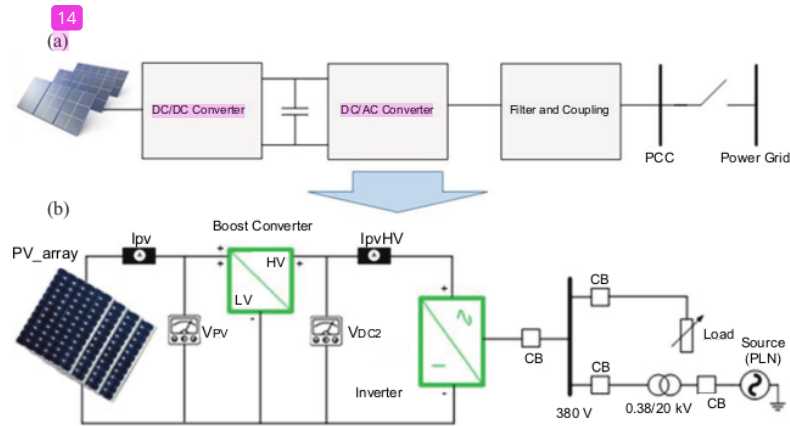 14
(a)
DC/DC Converter
DC/AC Converter
Filter and Coupling
PCC
Power Grid
(b)
Boost Converter
Ipv
IpvHV
PV_array
+
+
HV
+
LV
-
A
A
VPV
VDC2
+
-
Inverter
CB
CB
Load
CB
Source
(PLN)
380 V
0.38/20 kV
CB